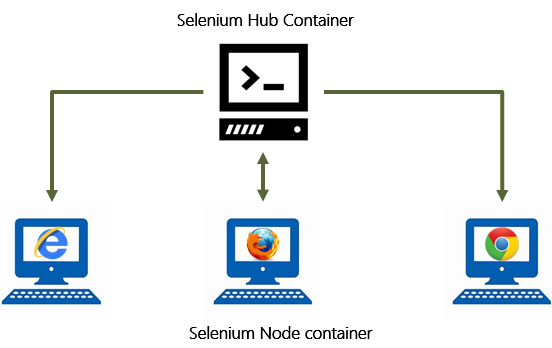 Selenium Hub Container
Selenium Node container